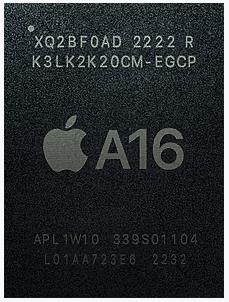 XQ2BF0AD 2222 R
K3LK2K20CM-EGCP
A16
APL1W10 339S01104
L01AA723E6 2232